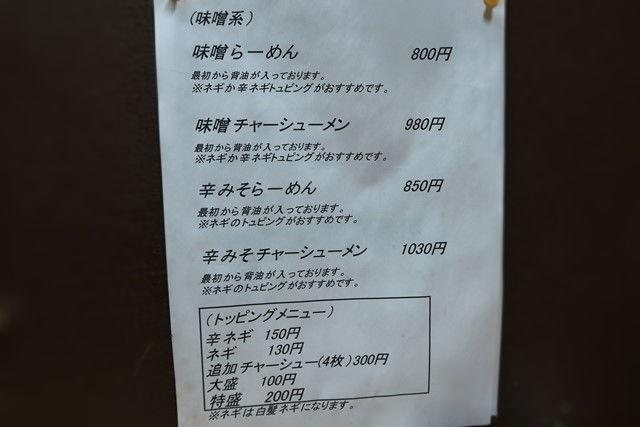 (味噌系)
味噌らーめん 800円
最初から背油が入っております。
※ネギか辛ネギトュピングがおすすめです。
味噌チャーシューメン 980円
最初から背油が入っております。
※ネギか辛ネギトュピングがおすすめです。
辛みそらーめん 850円
最初から背油が入っております。
※ネギのトュピングがおすすめです。
辛みそチャーシューメン 1030円
最初から背油が入っております。
※ネギのトュピングがおすすめです。
(トッピングメニュー)
辛ネギ 150円
ネギ 130円
追加チャーシュー(4枚)300円
大盛 100円
特盛 200円
※ネギは白髪ネギになります。